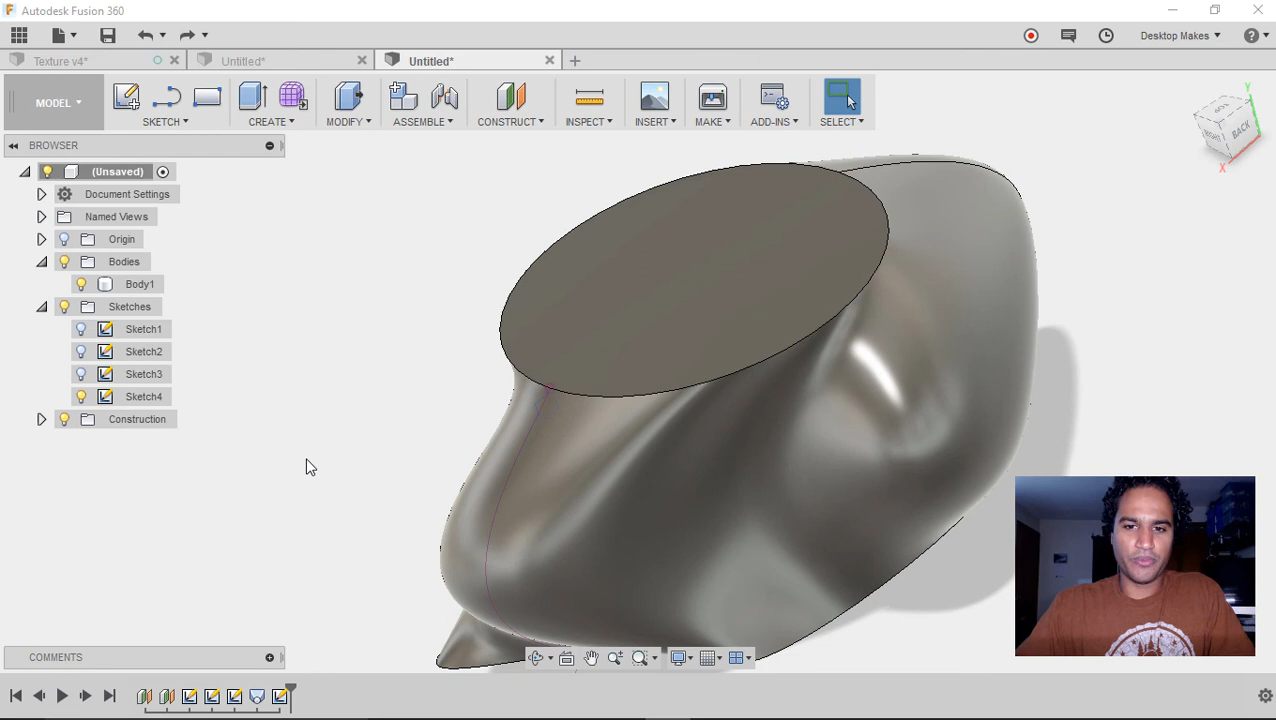 Autodesk Fusion 360
Desktop Makes
Texture v4*
Untitled*
Untitled*
MODEL
SKETCH
CREATE
MODIFY
ASSEMBLE
CONSTRUCT
INSPECT
INSERT
MAKE
ADD-INS
SELECT
BROWSER
(Unsaved)
Document Settings
Named Views
Origin
Bodies
Body1
Sketches
Sketch1
Sketch2
Sketch3
Sketch4
Construction
Y
BACK
X
COMMENTS